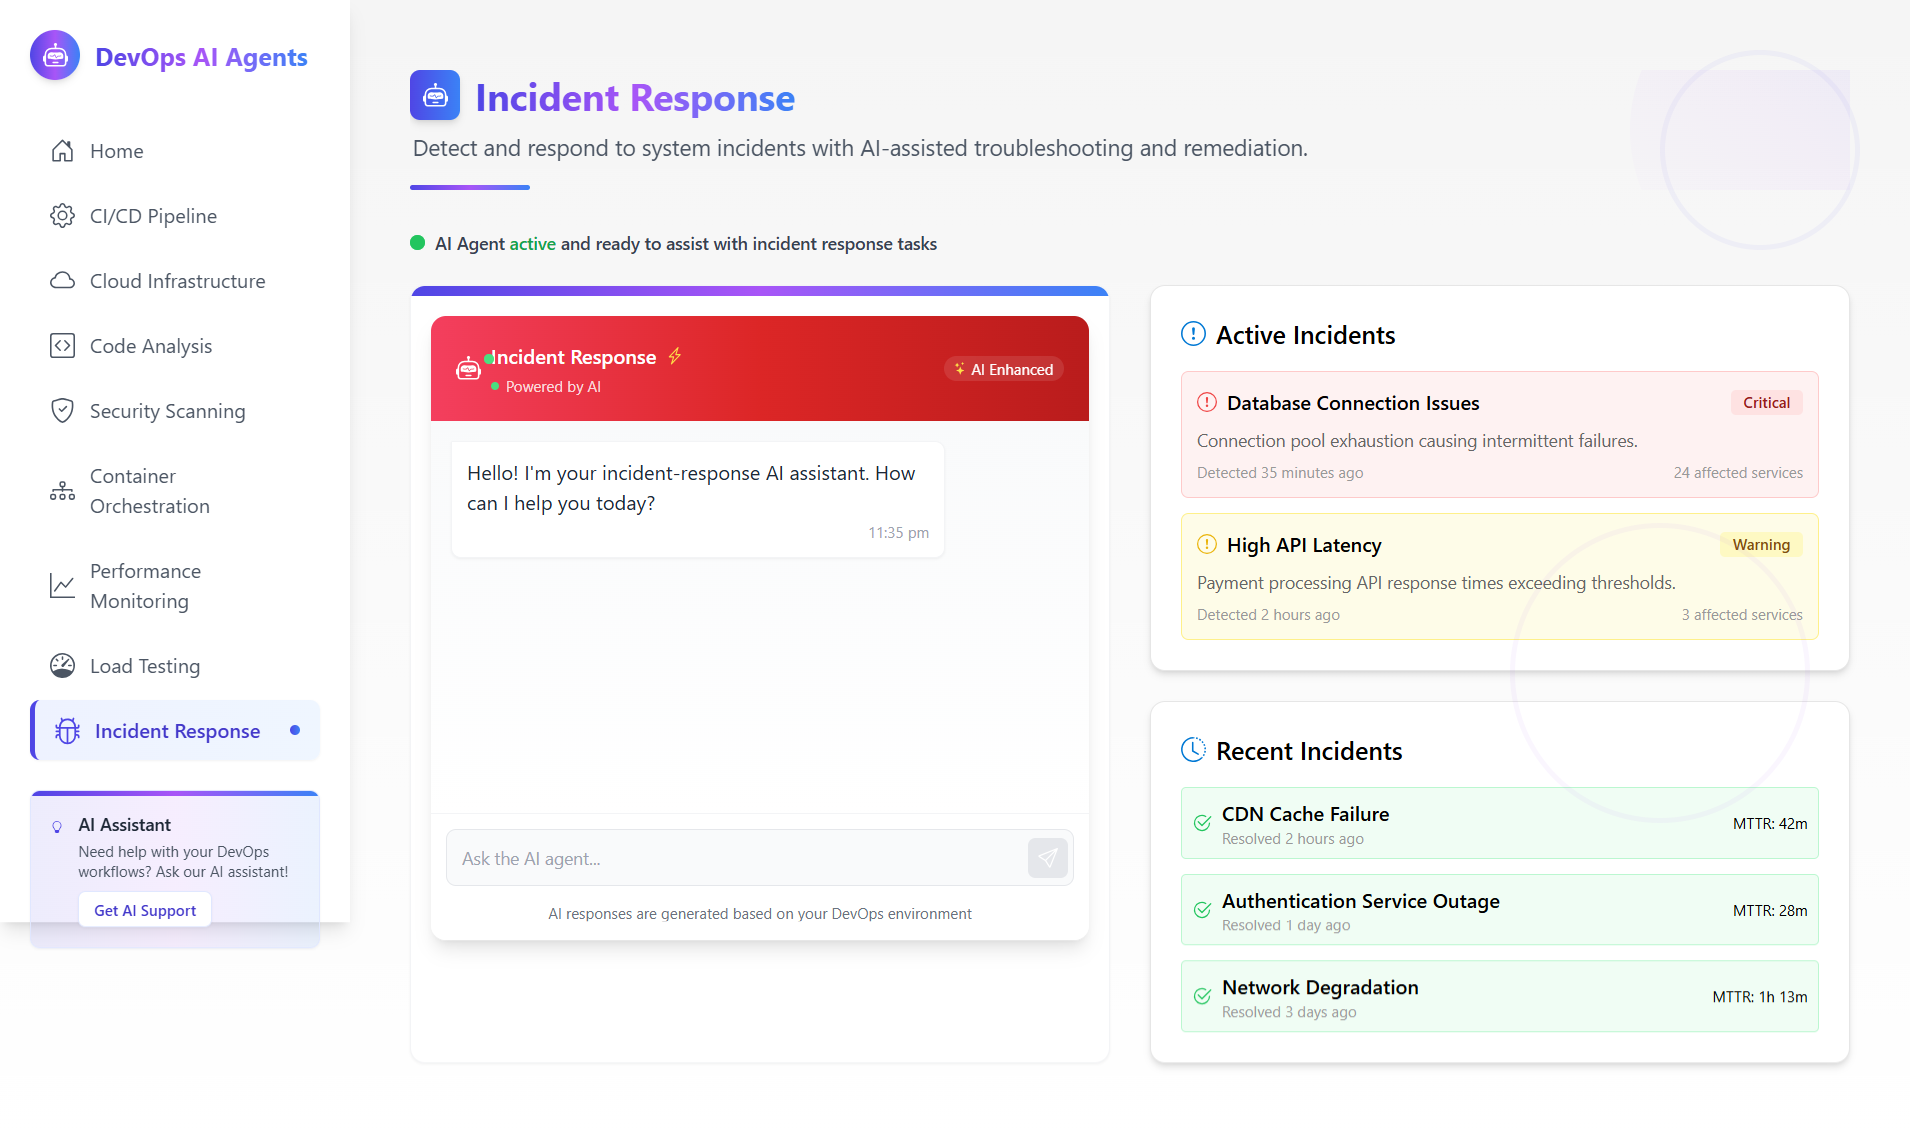 DevOps AI Agents
Home
CI/CD Pipeline
Cloud Infrastructure
Code Analysis
Security Scanning
Container
Orchestration
Performance
Monitoring
Load Testing
Incident Response
AI Assistant
Need help with your DevOps
workflows? Ask our AI assistant!
Get AI Support
Incident Response
Detect and respond to system incidents with AI-assisted troubleshooting and remediation.
AI Agent active and ready to assist with incident response tasks
Incident Response
Powered by AI
AI Enhanced
Hello! I'm your incident-response AI assistant. How
can I help you today?
11:35 pm
Ask the AI agent...
AI responses are generated based on your DevOps environment
Active Incidents
Database Connection Issues
Critical
Connection pool exhaustion causing intermittent failures.
Detected 35 minutes ago
24 affected services
High API Latency
Warning
Payment processing API response times exceeding thresholds.
Detected 2 hours ago
3 affected services
Recent Incidents
CDN Cache Failure
Resolved 2 hours ago
MTTR: 42m
Authentication Service Outage
Resolved 1 day ago
MTTR: 28m
Network Degradation
Resolved 3 days ago
MTTR: 1h 13m